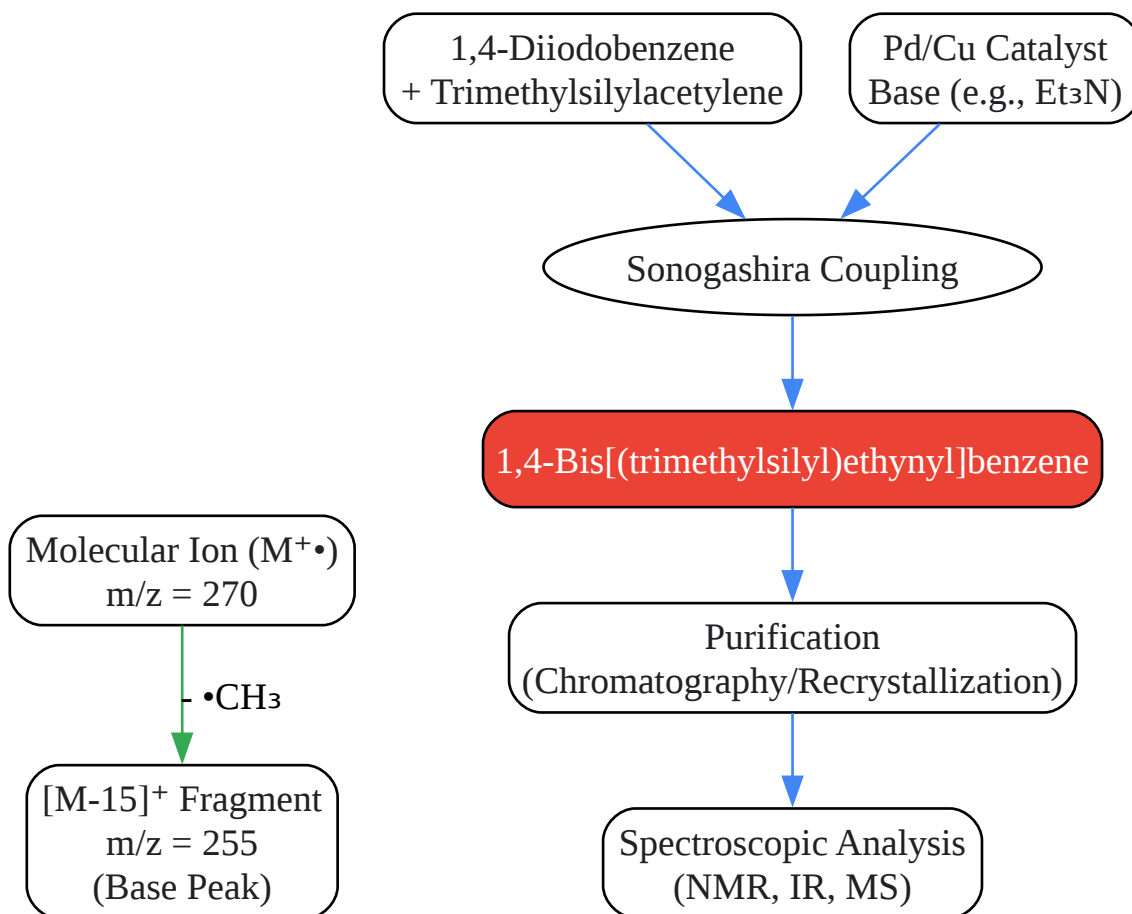 1,4-Diiodobenzene
+ Trimethylsilylacetylene
Pd/Cu Catalyst
Base (e.g., Et₃N)
Sonogashira Coupling
1,4-Bis[(trimethylsilyl)ethynyl]benzene
Purification
(Chromatography/Recrystallization)
Spectroscopic Analysis
(NMR, IR, MS)
Molecular Ion (M⁺•)
m/z = 270
- •CH₃
[M-15]⁺ Fragment
m/z = 255
(Base Peak)